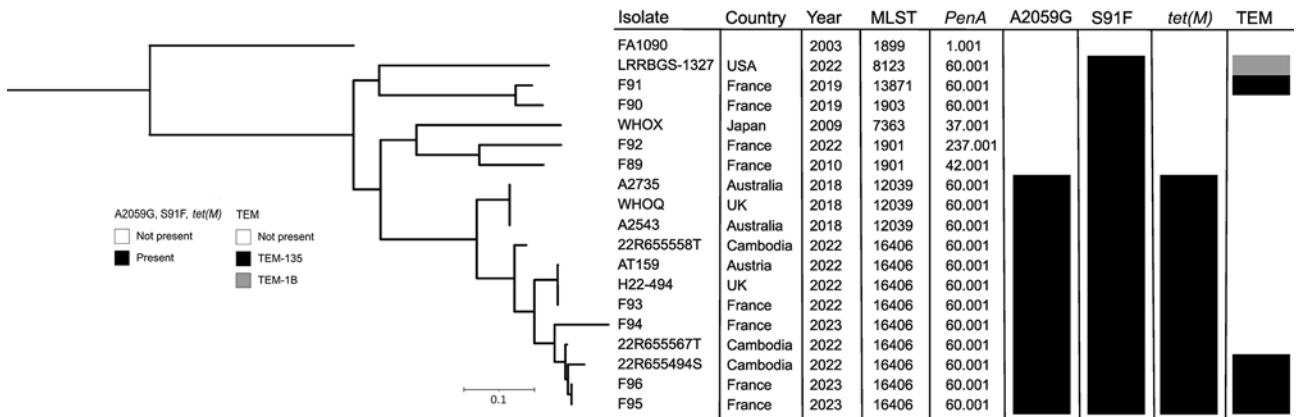 Isolate Country Year MLST PenA A2059G S91F tet(M) TEM
FA1090 2003 1899 1.001
LRRBGS-1327 USA 2022 8123 60.001
F91 France 2019 13871 60.001
F90 France 2019 1903 60.001
WHOX Japan 2009 7363 37.001
F92 France 2022 1901 237.001
F89 France 2010 1901 42.001
A2735 Australia 2018 12039 60.001
WHOQ UK 2018 12039 60.001
A2543 Australia 2018 12039 60.001
22R655558T Cambodia 2022 16406 60.001
AT159 Austria 2022 16406 60.001
H22-494 UK 2022 16406 60.001
F93 France 2022 16406 60.001
F94 France 2023 16406 60.001
22R655567T Cambodia 2022 16406 60.001
22R655494S Cambodia 2022 16406 60.001
F96 France 2023 16406 60.001
F95 France 2023 16406 60.001
A2059G, S91F, tet(M) TEM
Not present Not present
Present TEM-135
TEM-1B
0.1